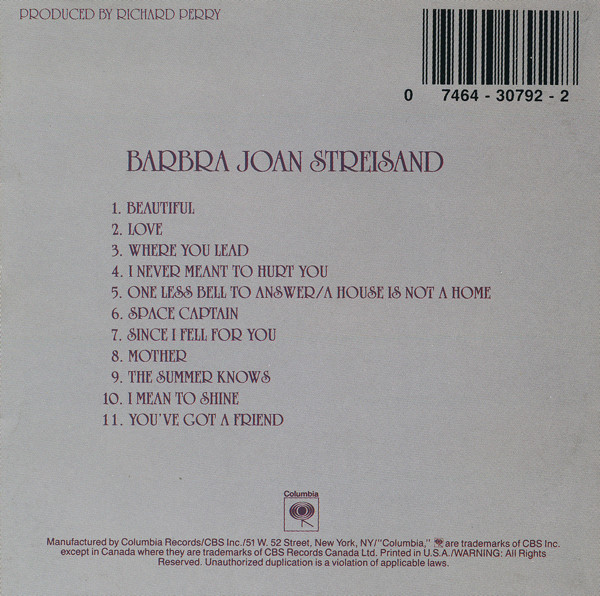 PRODUCED BY RICHARD PERRY
0 7464 - 30792 - 2
BARBRA JOAN STREISAND
1. BEAUTIFUL
2. LOVE
3. WHERE YOU LEAD
4. I NEVER MEANT TO HURT YOU
5. ONE LESS BELL TO ANSWER/A HOUSE IS NOT A HOME
6. SPACE CAPTAIN
7. SINCE I FELL FOR YOU
8. MOTHER
9. THE SUMMER KNOWS
10. I MEAN TO SHINE
11. YOU'VE GOT A FRIEND
Columbia
Manufactured by Columbia Records/CBS Inc./51 W. 52 Street, New York, NY/"Columbia," are trademarks of CBS Inc.
except in Canada where they are trademarks of CBS Records Canada Ltd. Printed in U.S.A./WARNING: All Rights
Reserved. Unauthorized duplication is a violation of applicable laws.